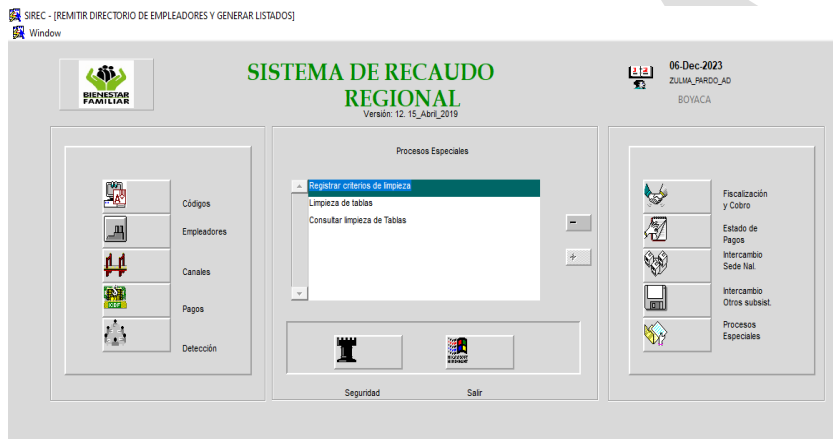 SIREC - [REMITIR DIRECTORIO DE EMPLEADORES Y GENERAR LISTADOS]
Window
BIENESTAR
FAMILIAR
SISTEMA DE RECAUDO
REGIONAL
Versión: 12. 15_Abril_2019
06-Dec-2023
ZULMA_PARDO_AD
BOYACA
Códigos
Empleadores
Canales
Pagos
Detección
Procesos Especiales
Registrar criterios de limpieza
Limpieza de tablas
Consultar limpieza de Tablas
-
+
Seguridad
Salir
Fiscalización
y Cobro
Estado de
Pagos
Intercambio
Sede Nal.
Intercambio
Otros subsist.
Procesos
Especiales